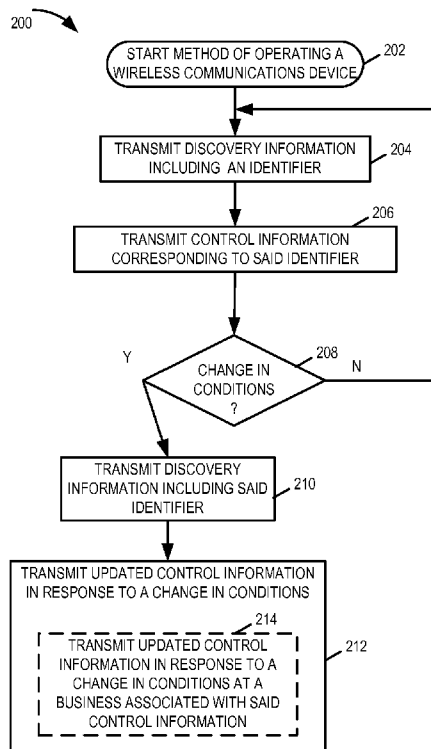 200
START METHOD OF OPERATING A
WIRELESS COMMUNICATIONS DEVICE
202
TRANSMIT DISCOVERY INFORMATION
INCLUDING AN IDENTIFIER
204
206
TRANSMIT CONTROL INFORMATION
CORRESPONDING TO SAID IDENTIFIER
208
Y
CHANGE IN
CONDITIONS
?
N
TRANSMIT DISCOVERY
INFORMATION INCLUDING SAID
IDENTIFIER
210
TRANSMIT UPDATED CONTROL INFORMATION
IN RESPONSE TO A CHANGE IN CONDITIONS
214
TRANSMIT UPDATED CONTROL
INFORMATION IN RESPONSE TO A
CHANGE IN CONDITIONS AT A
BUSINESS ASSOCIATED WITH SAID
CONTROL INFORMATION
212